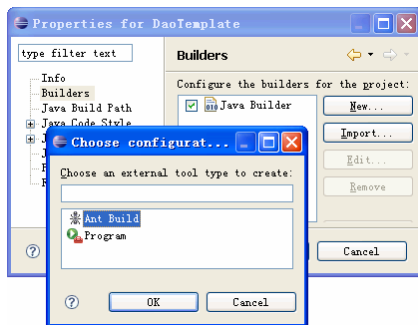 Properties for DaoTemplate
type filter text
Builders
Info
Builders
Java Build Path
Java Code Style
Configure the builders for the project:
Java Builder
New...
Import...
Edit...
Remove
Cancel
Choose configurat...
Choose an external tool type to create:
Ant Build
Program
OK
Cancel